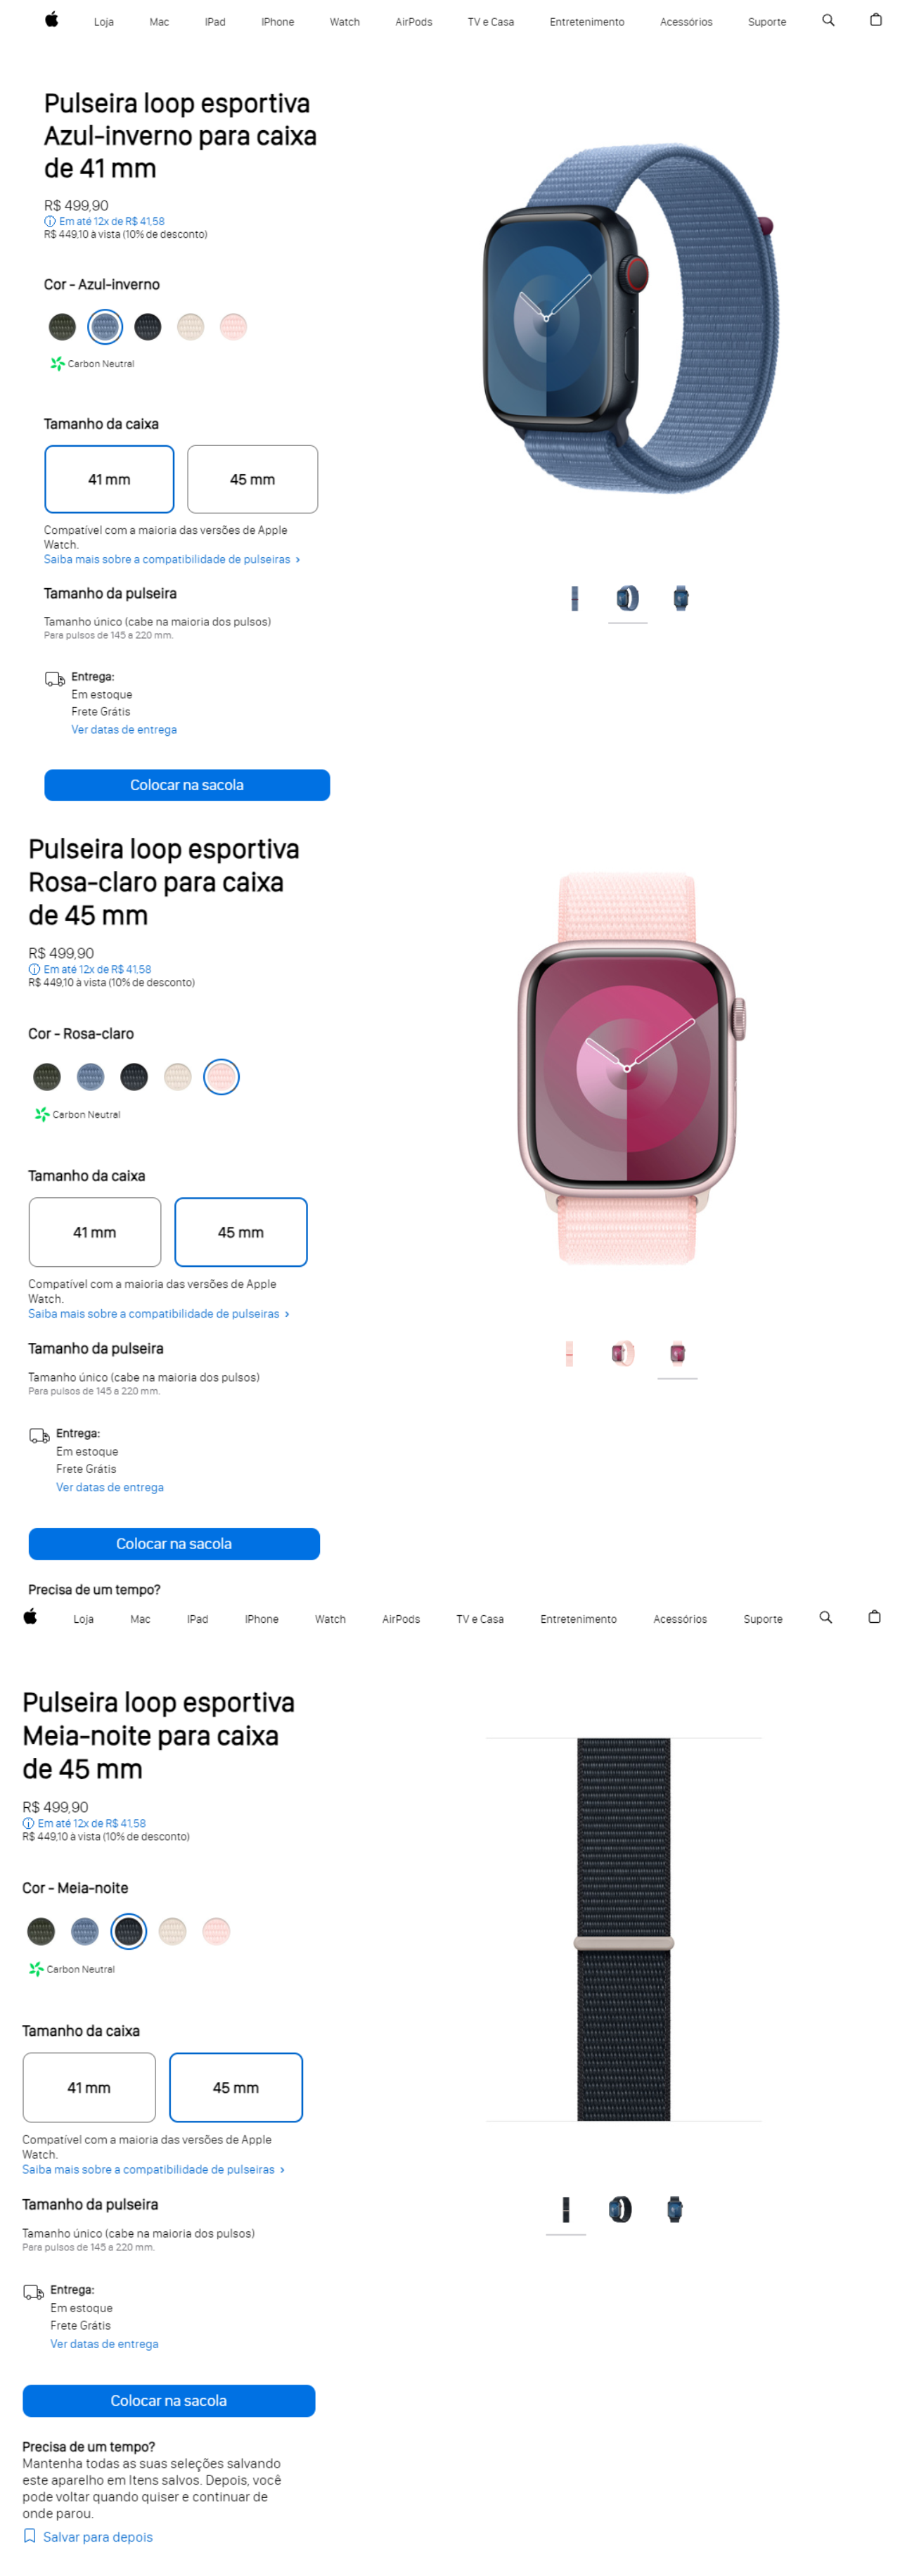 Loja Mac iPad iPhone Watch AirPods TV e Casa Entretenimento Acessórios Suporte
Pulseira loop esportiva
Azul-inverno para caixa
de 41 mm
R$ 499,90
Em até 12x de R$ 41,58
R$ 449,10 à vista (10% de desconto)
Cor - Azul-inverno
Carbon Neutral
Tamanho da caixa
41 mm 45 mm
Compatível com a maioria das versões de Apple
Watch.
Saiba mais sobre a compatibilidade de pulseiras >
Tamanho da pulseira
Tamanho único (cabe na maioria dos pulsos)
Para pulsos de 145 a 220 mm.
Entrega:
Em estoque
Frete Grátis
Ver datas de entrega
Colocar na sacola
Pulseira loop esportiva
Rosa-claro para caixa
de 45 mm
R$ 499,90
Em até 12x de R$ 41,58
R$ 449,10 à vista (10% de desconto)
Cor - Rosa-claro
Carbon Neutral
Tamanho da caixa
41 mm 45 mm
Compatível com a maioria das versões de Apple
Watch.
Saiba mais sobre a compatibilidade de pulseiras >
Tamanho da pulseira
Tamanho único (cabe na maioria dos pulsos)
Para pulsos de 145 a 220 mm.
Entrega:
Em estoque
Frete Grátis
Ver datas de entrega
Colocar na sacola
Precisa de um tempo?
Loja Mac iPad iPhone Watch AirPods TV e Casa Entretenimento Acessórios Suporte
Pulseira loop esportiva
Meia-noite para caixa
de 45 mm
R$ 499,90
Em até 12x de R$ 41,58
R$ 449,10 à vista (10% de desconto)
Cor - Meia-noite
Carbon Neutral
Tamanho da caixa
41 mm 45 mm
Compatível com a maioria das versões de Apple
Watch.
Saiba mais sobre a compatibilidade de pulseiras >
Tamanho da pulseira
Tamanho único (cabe na maioria dos pulsos)
Para pulsos de 145 a 220 mm.
Entrega:
Em estoque
Frete Grátis
Ver datas de entrega
Colocar na sacola
Precisa de um tempo?
Mantenha todas as suas seleções salvando
este aparelho em Itens salvos. Depois, você
pode voltar quando quiser e continuar de
onde parou.
Salvar para depois